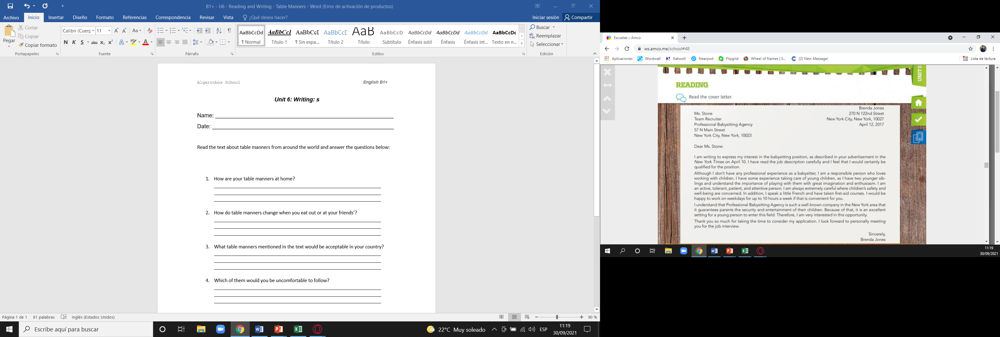 B1+ - U6 - Reading and Writing - Table Manners - Word (Error de activación de productos)
Archivo Inicio Insertar Diseño Formato Referencias Correspondencia Revisar Vista ¿Qué desea hacer? Iniciar sesión Compartir
Pegar
Cortar
Copiar
Copiar formato
Portapapeles
Calibri (Cuerp 11
N K S abc X₂ X²
Fuente
Párrafo
AaBbCcDd AaBbCcI AaBbCcI AaBbCcC AaB AaBbCcD AaBbCcDd AaBbCcDd AaBbCcDd AaBbCcDc
¶ Normal Título 1 ¶ Sin espa... Título 2 Título Subtítulo Énfasis sutil Énfasis Énfasis int... Texto en n...
Estilos
Buscar
Reemplazar
Seleccionar
Edición
Algarrobos School English B1+
Unit 6: Writing: s
Name:
Date:
Read the text about table manners from around the world and answer the questions below:
1. How are your table manners at home?
2. How do table manners change when you eat out or at your friends’?
3. What table manners mentioned in the text would be acceptable in your country?
4. Which of them would you be uncomfortable to follow?
Página 1 de 1 81 palabras Inglés (Estados Unidos) 90 %
Escribe aquí para buscar
22°C Muy soleado ESP
11:19
30/09/2021
Escuelas :: Amco
ws.amco.me/school#48
Aplicaciones Wordwall Kahoot! Nearpod Flipgrid Wheel of Names | S... (2) New Message! Lista de lectura
UNIT 6
READING
Read the cover letter.
Brenda Jones
270 N 122nd Street
New York City, New York, 10027
April 12, 2017
Ms. Stone
Team Recruiter
Professional Babysitting Agency
57 N Main Street
New York City, New York, 10023
Dear Ms. Stone:
I am writing to express my interest in the babysitting position, as described in your advertisement in the
New York Times on April 10. I have read the job description carefully and I feel that I would certainly be
qualified for the position.
Although I don't have any professional experience as a babysitter, I am a responsible person who loves
working with children. I have some experience taking care of young children, as I have two younger sib-
lings and understand the importance of playing with them with great imagination and enthusiasm. I am
an active, tolerant, patient, and attentive person. I am always extremely careful where children's safety and
well-being are concerned. In addition, I speak a little French and have taken first-aid courses. I would be
happy to work on weekdays for up to 10 hours a week if that is convenient for you.
I understand that Professional Babysitting Agency is such a well-known company in the New York area that
it guarantees parents the security and entertainment of their children. Because of that, it is an excellent
setting for a young person to enter this field. Therefore, I am very interested in this opportunity.
Thank you so much for taking the time to consider my application. I look forward to personally meeting
you for the job interview.
Sincerely,
Brenda Jones
11:19
30/09/2021